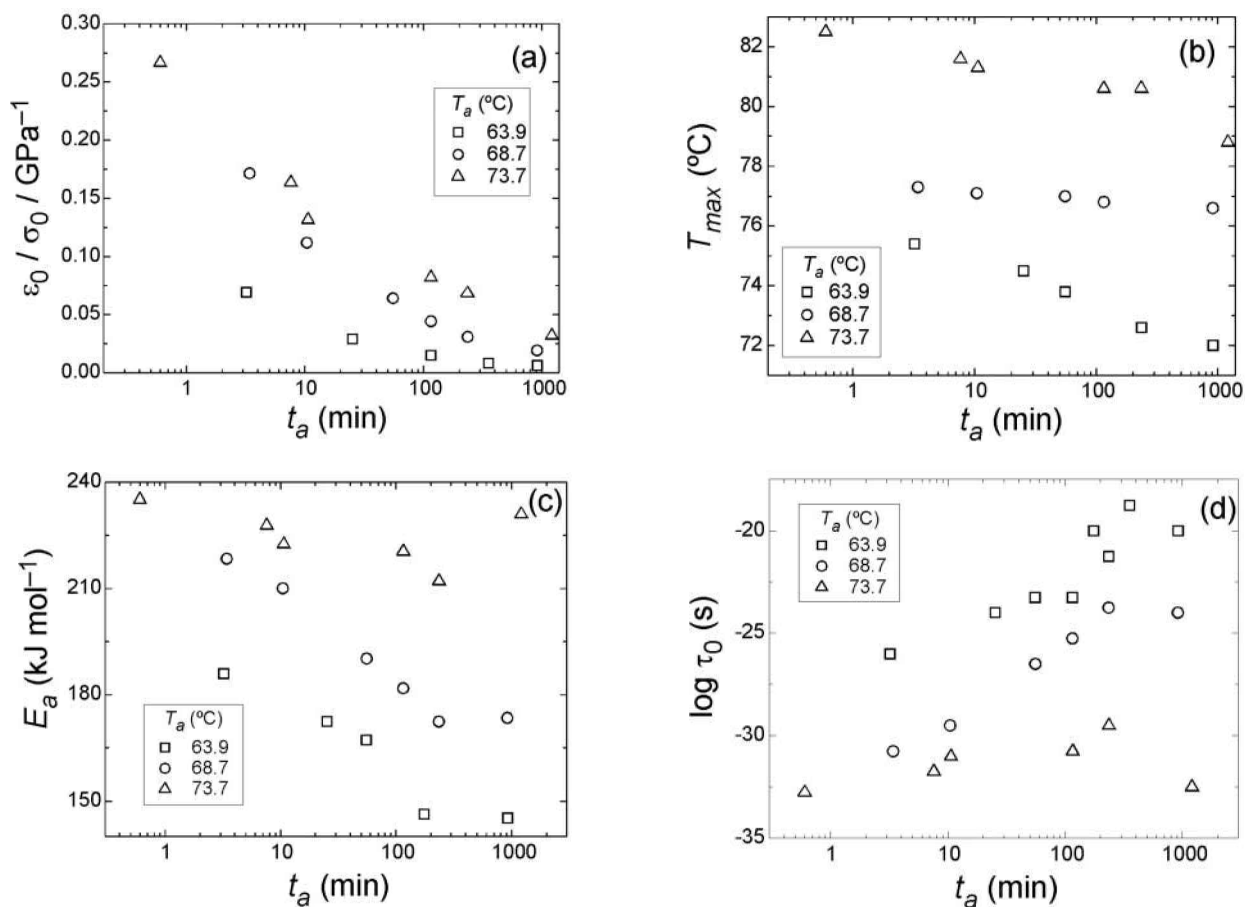 (a)
0.30
0.25
0.20
0.15
0.10
0.05
0.00
ε0 / σ0 / GPa−1
Ta (ºC)
63.9
68.7
73.7
1 10 100 1000
ta (min)
(b)
82
80
78
76
74
72
Tmax (ºC)
Ta (ºC)
63.9
68.7
73.7
1 10 100 1000
ta (min)
(c)
240
210
180
150
Ea (kJ mol−1)
Ta (ºC)
63.9
68.7
73.7
1 10 100 1000
ta (min)
(d)
-20
-25
-30
-35
log τ0 (s)
Ta (ºC)
63.9
68.7
73.7
1 10 100 1000
ta (min)